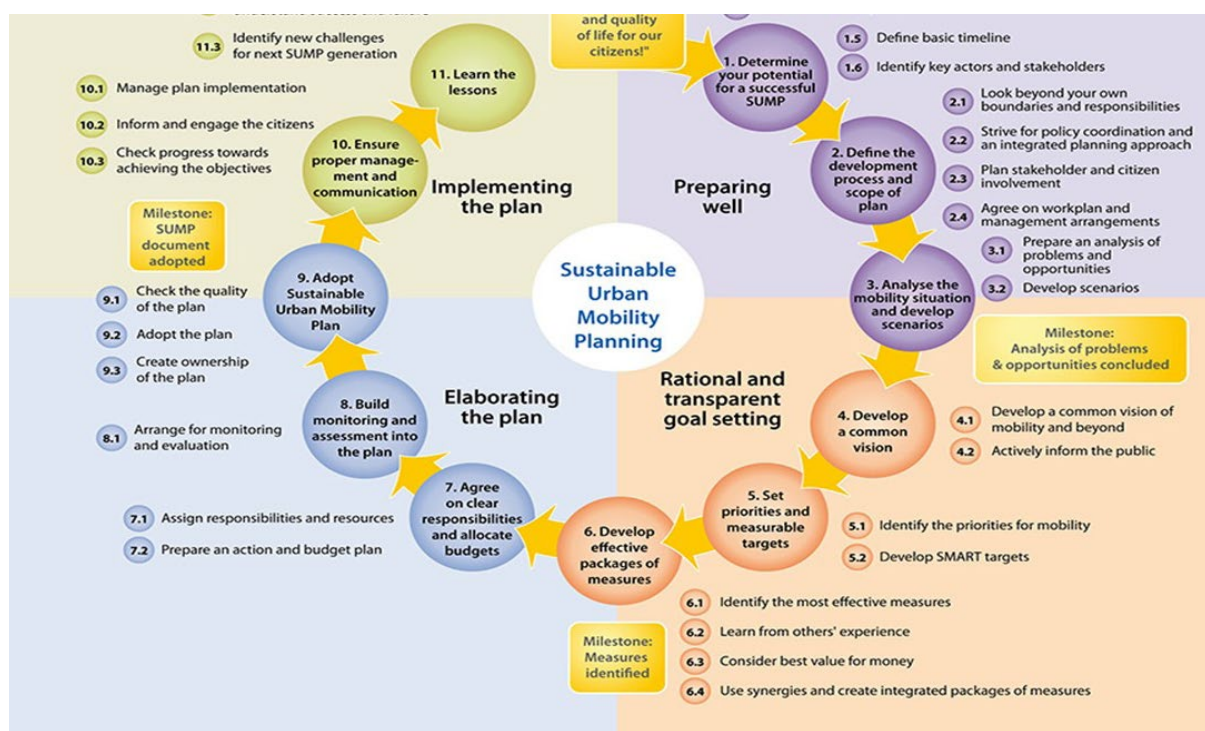 and quality
of life for our
citizens!"
11.3 Identify new challenges
for next SUMP generation
10.1 Manage plan implementation
10.2 Inform and engage the citizens
10.3 Check progress towards
achieving the objectives
11. Learn the
lessons
10. Ensure
proper manage-
ment and
communication
Implementing
the plan
Milestone:
SUMP
document
adopted
1. Determine
your potential
for a successful
SUMP
1.5 Define basic timeline
1.6 Identify key actors and stakeholders
2. Define the
development
process and
scope of
plan
2.1 Look beyond your own
boundaries and responsibilities
2.2 Strive for policy coordination and
an integrated planning approach
2.3 Plan stakeholder and citizen
involvement
2.4 Agree on workplan and
management arrangements
Preparing
well
3.1 Prepare an analysis of
problems and
opportunities
3.2 Develop scenarios
3. Analyse the
mobility situation
and develop
scenarios
Sustainable
Urban
Mobility
Planning
Milestone:
Analysis of problems
& opportunities concluded
Rational and
transparent
goal setting
4. Develop
a common
vision
4.1 Develop a common vision of
mobility and beyond
4.2 Actively inform the public
5. Set
priorities and
measurable
targets
5.1 Identify the priorities for mobility
5.2 Develop SMART targets
6. Develop
effective
packages of
measures
6.1 Identify the most effective measures
6.2 Learn from others' experience
6.3 Consider best value for money
6.4 Use synergies and create integrated packages of measures
Milestone:
Measures
identified
Elaborating
the plan
7. Agree
on clear
responsibilities
and allocate
budgets
7.1 Assign responsibilities and resources
7.2 Prepare an action and budget plan
8. Build
monitoring and
assessment into
the plan
8.1 Arrange for monitoring
and evaluation
9. Adopt
Sustainable
Urban Mobility
Plan
9.1 Check the quality
of the plan
9.2 Adopt the plan
9.3 Create ownership
of the plan